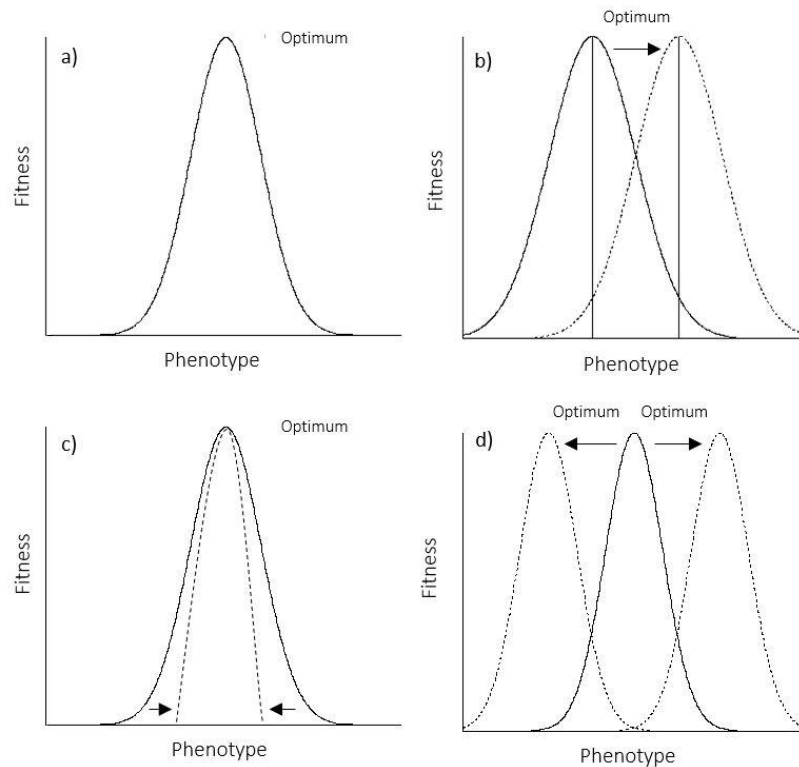 a)
Optimum
Fitness
Phenotype
b)
Optimum
Fitness
Phenotype
c)
Optimum
Fitness
Phenotype
d)
Optimum Optimum
Fitness
Phenotype